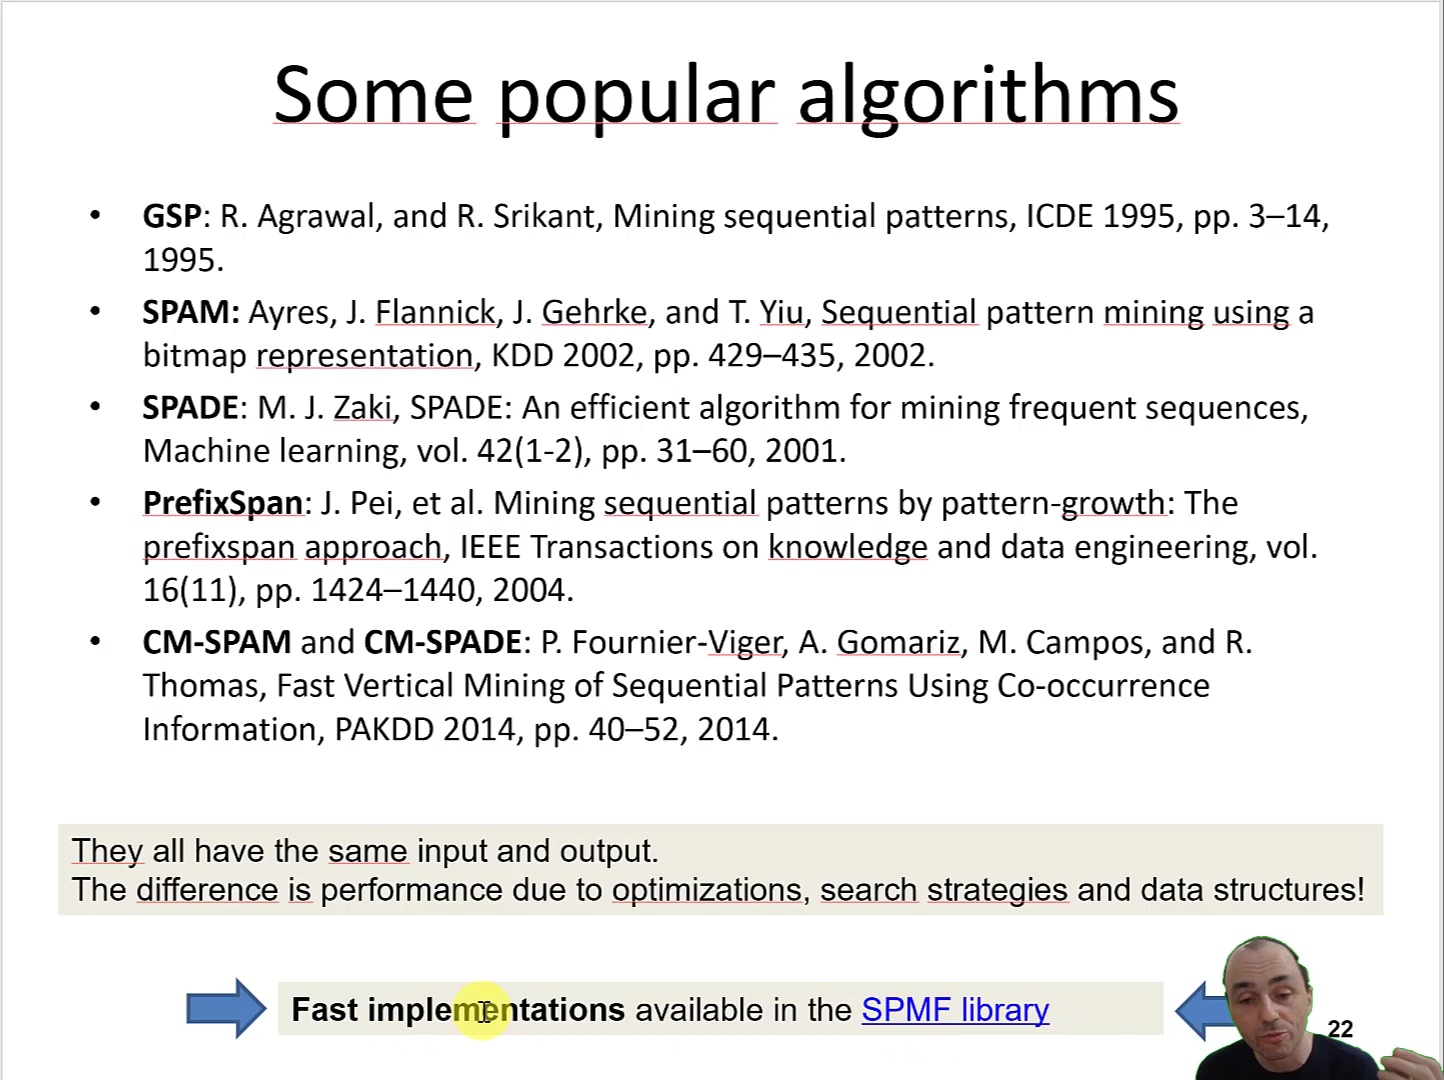 Some popular algorithms
• GSP: R. Agrawal, and R. Srikant, Mining sequential patterns, ICDE 1995, pp. 3–14,
1995.
• SPAM: Ayres, J. Flannick, J. Gehrke, and T. Yiu, Sequential pattern mining using a
bitmap representation, KDD 2002, pp. 429–435, 2002.
• SPADE: M. J. Zaki, SPADE: An efficient algorithm for mining frequent sequences,
Machine learning, vol. 42(1-2), pp. 31–60, 2001.
• PrefixSpan: J. Pei, et al. Mining sequential patterns by pattern-growth: The
prefixspan approach, IEEE Transactions on knowledge and data engineering, vol.
16(11), pp. 1424–1440, 2004.
• CM-SPAM and CM-SPADE: P. Fournier-Viger, A. Gomariz, M. Campos, and R.
Thomas, Fast Vertical Mining of Sequential Patterns Using Co-occurrence
Information, PAKDD 2014, pp. 40–52, 2014.
They all have the same input and output.
The difference is performance due to optimizations, search strategies and data structures!
Fast implementations available in the SPMF library
22